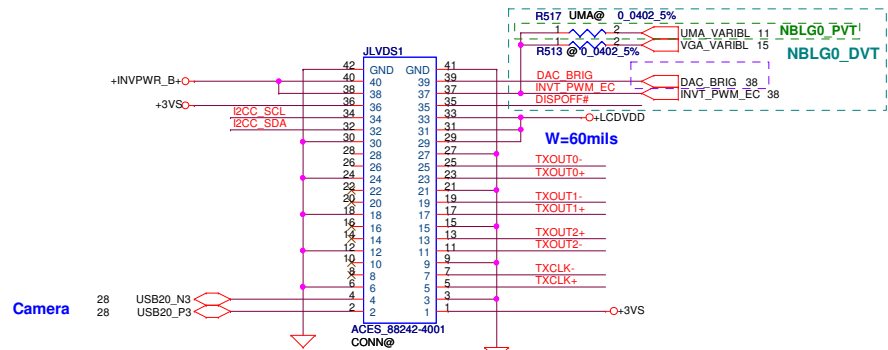 R517 UMA@ 0_0402_5%
1 2 UMA_VARIBL 11 NBLG0_PVT
R513 @ 0_0402_5%
1 2 VGA_VARIBL 15
NBLG0_DVT
JLVDS1
42 GND GND 41
+INVPWR_B+ 40 40 39 39 DAC_BRIG DAC_BRIG 38
38 38 37 37 INVT_PWM_EC INVT_PWM_EC 38
+3VS 36 36 35 35 DISPOFF#
I2CC_SCL 34 34 33 33 +LCDVDD
I2CC_SDA 32 32 31 31
30 30 29 29 W=60mils
28 28 27 27
26 26 25 25 TXOUT0-
24 24 23 23 TXOUT0+
22 22 21 21
20 20 19 19 TXOUT1-
18 18 17 17 TXOUT1+
16 16 15 15
14 14 13 13 TXOUT2+
12 12 11 11 TXOUT2-
10 10 9 9
8 8 7 7 TXCLK-
6 6 5 5 TXCLK+
Camera 28 USB20_N3 4 4 3 3
28 USB20_P3 2 2 1 1 +3VS
ACES_88242-4001
CONN@